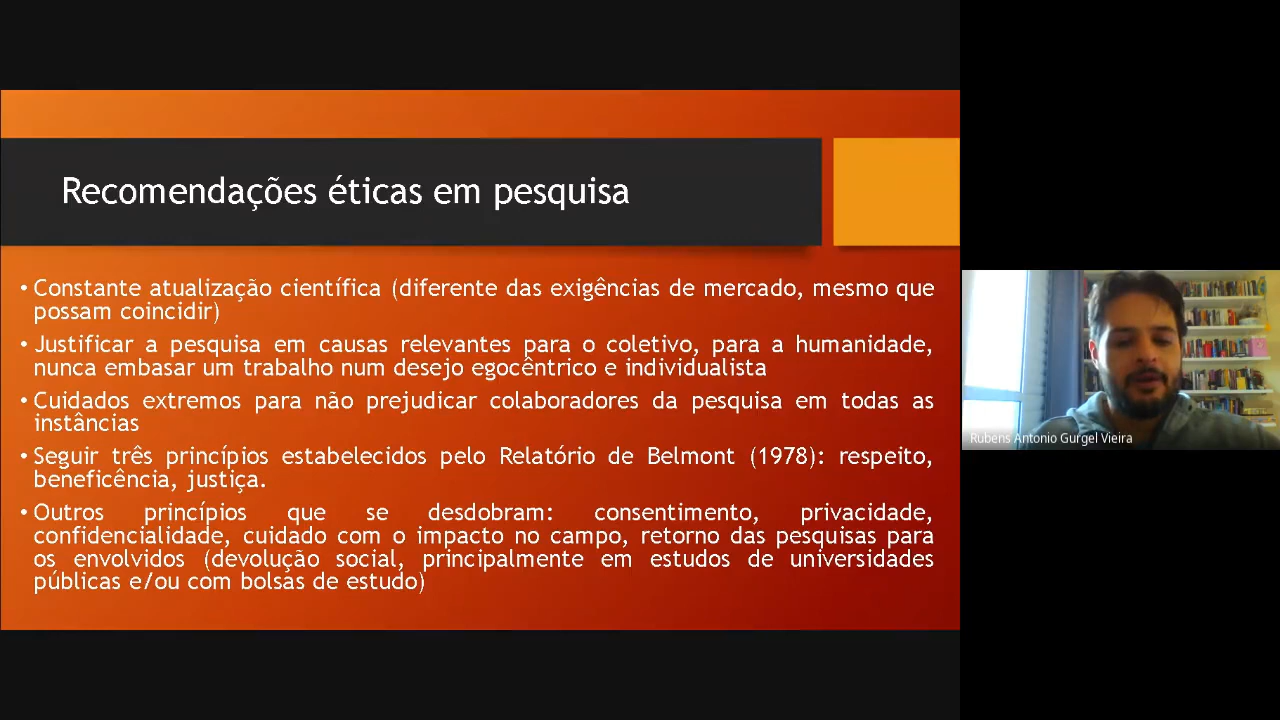 Recomendações éticas em pesquisa
• Constante atualização científica (diferente das exigências de mercado, mesmo que
possam coincidir)
• Justificar a pesquisa em causas relevantes para o coletivo, para a humanidade,
nunca embasar um trabalho num desejo egocêntrico e individualista
• Cuidados extremos para não prejudicar colaboradores da pesquisa em todas as
instâncias
• Seguir três princípios estabelecidos pelo Relatório de Belmont (1978): respeito,
beneficência, justiça.
• Outros princípios que se desdobram: consentimento, privacidade,
confidencialidade, cuidado com o impacto no campo, retorno das pesquisas para
os envolvidos (devolução social, principalmente em estudos de universidades
públicas e/ou com bolsas de estudo)
Rubens Antonio Gurgel Vieira